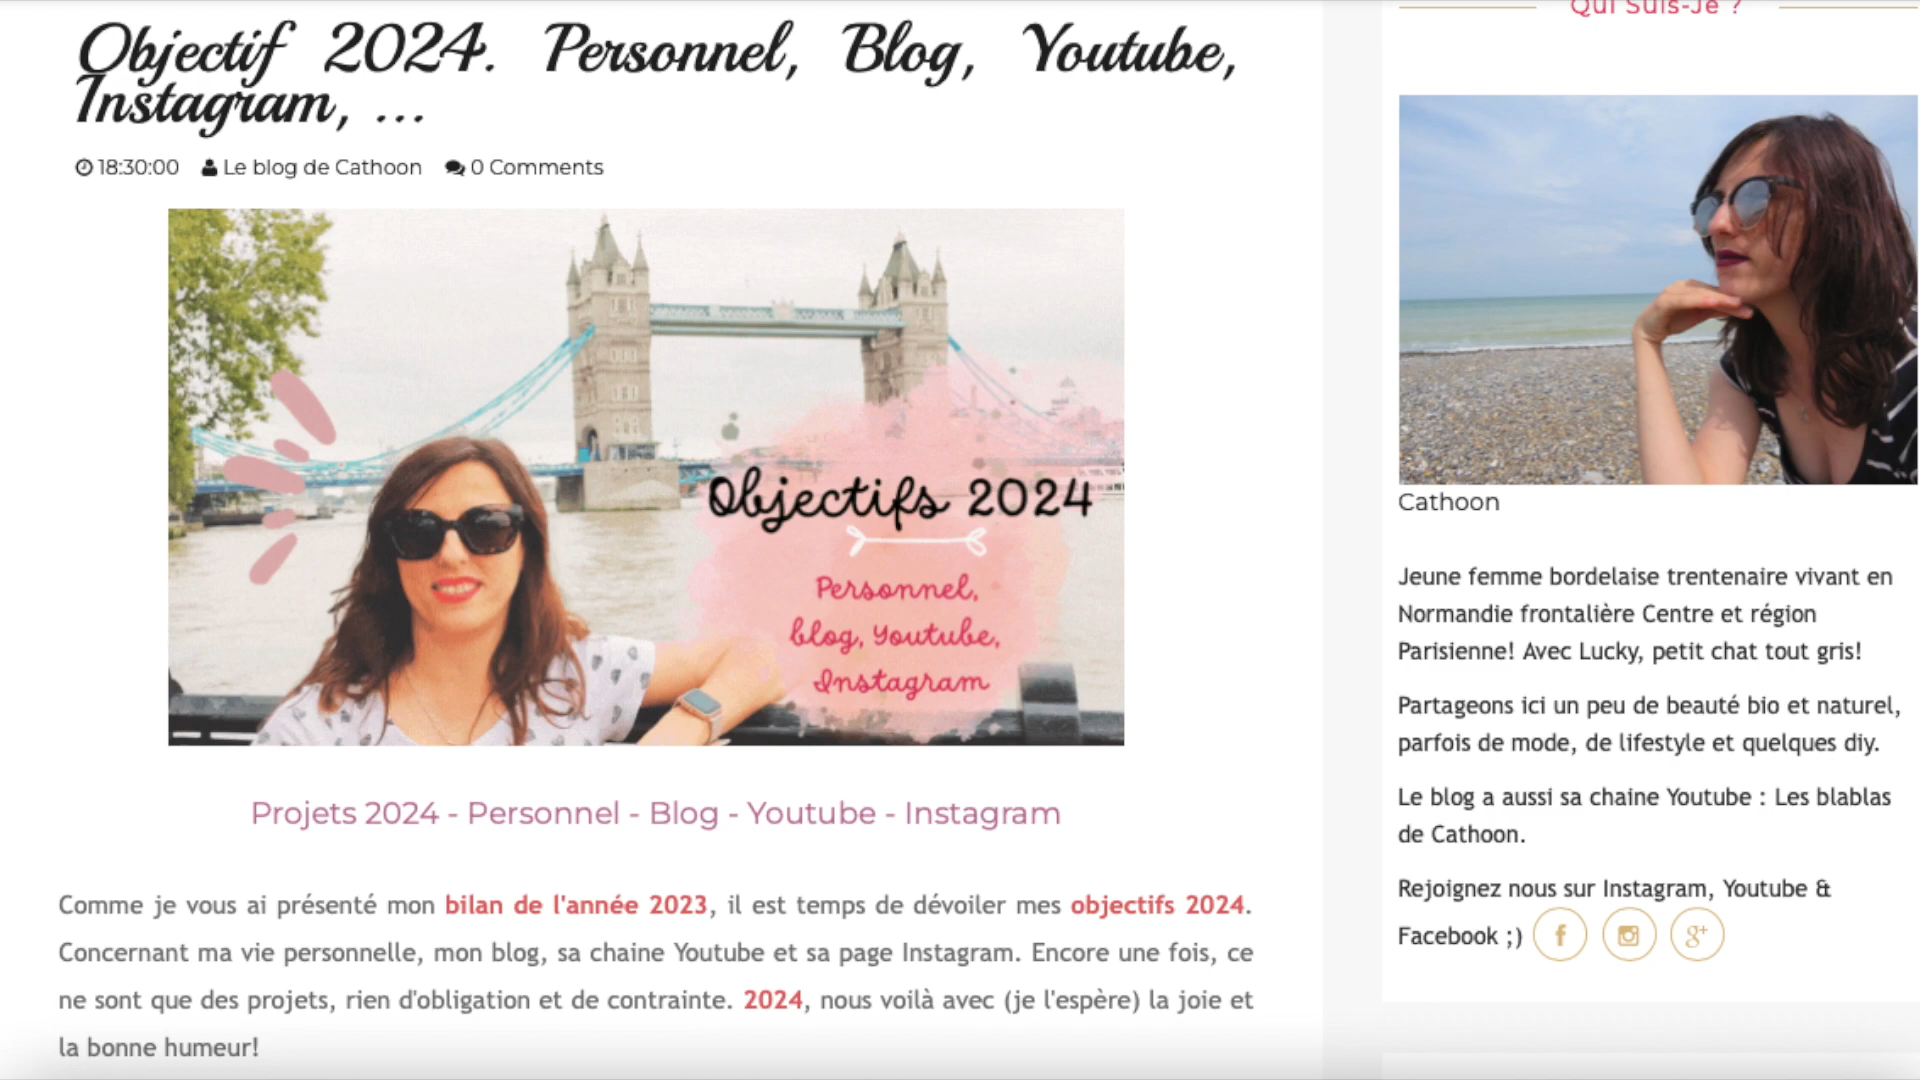 Objectif 2024. Personnel, Blog, Youtube,
Instagram, ...
18:30:00 Le blog de Cathoon 0 Comments
Objectifs 2024
Personnel,
blog, Youtube,
Instagram
Projets 2024 - Personnel - Blog - Youtube - Instagram
Comme je vous ai présenté mon bilan de l'année 2023, il est temps de dévoiler mes objectifs 2024.
Concernant ma vie personnelle, mon blog, sa chaine Youtube et sa page Instagram. Encore une fois, ce
ne sont que des projets, rien d'obligation et de contrainte. 2024, nous voilà avec (je l'espère) la joie et
la bonne humeur!
Qui Suis-Je ?
Cathoon
Jeune femme bordelaise trentenaire vivant en
Normandie frontalière Centre et région
Parisienne! Avec Lucky, petit chat tout gris!
Partageons ici un peu de beauté bio et naturel,
parfois de mode, de lifestyle et quelques diy.
Le blog a aussi sa chaine Youtube : Les blablas
de Cathoon.
Rejoignez nous sur Instagram, Youtube &
Facebook ;)